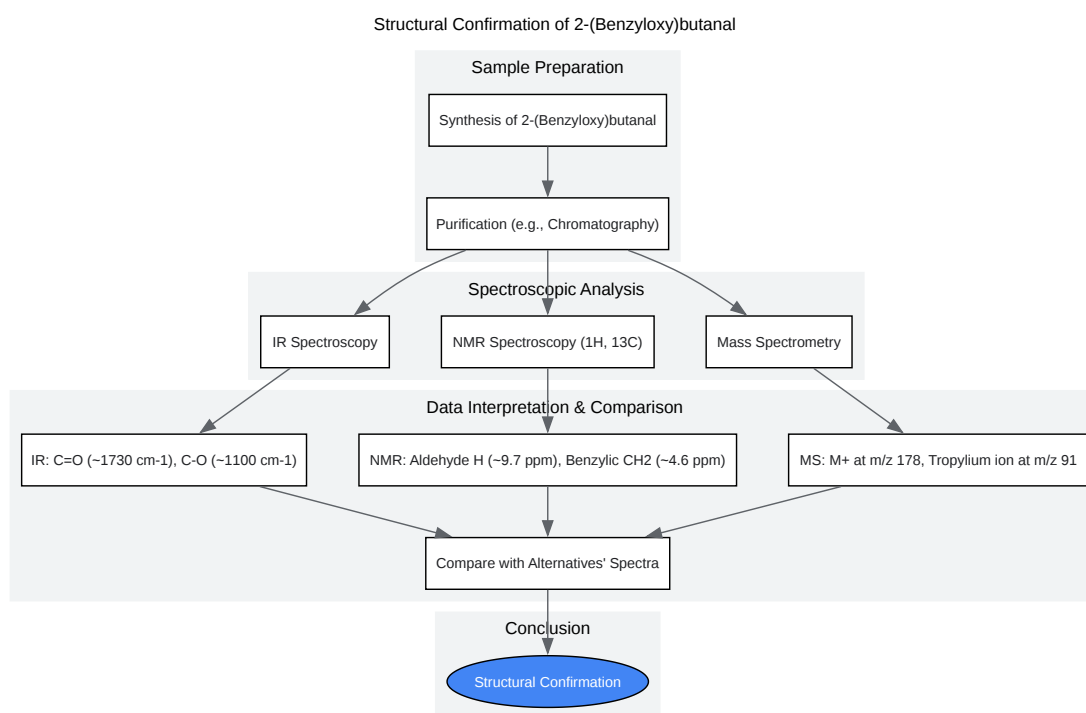 Structural Confirmation of 2-(Benzyloxy)butanal
Sample Preparation
Synthesis of 2-(Benzyloxy)butanal
Purification (e.g., Chromatography)
Spectroscopic Analysis
IR Spectroscopy
NMR Spectroscopy (1H, 13C)
Mass Spectrometry
Data Interpretation & Comparison
IR: C=O (~1730 cm-1), C-O (~1100 cm-1)
NMR: Aldehyde H (~9.7 ppm), Benzylic CH2 (~4.6 ppm)
MS: M+ at m/z 178, Tropylium ion at m/z 91
Compare with Alternatives' Spectra
Conclusion
Structural Confirmation